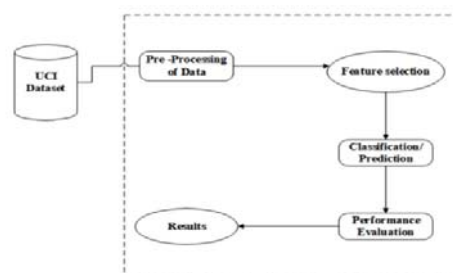 UCI
Dataset
Pre -Processing
of Data
Feature selection
Classification/
Prediction
Performance
Evaluation
Results